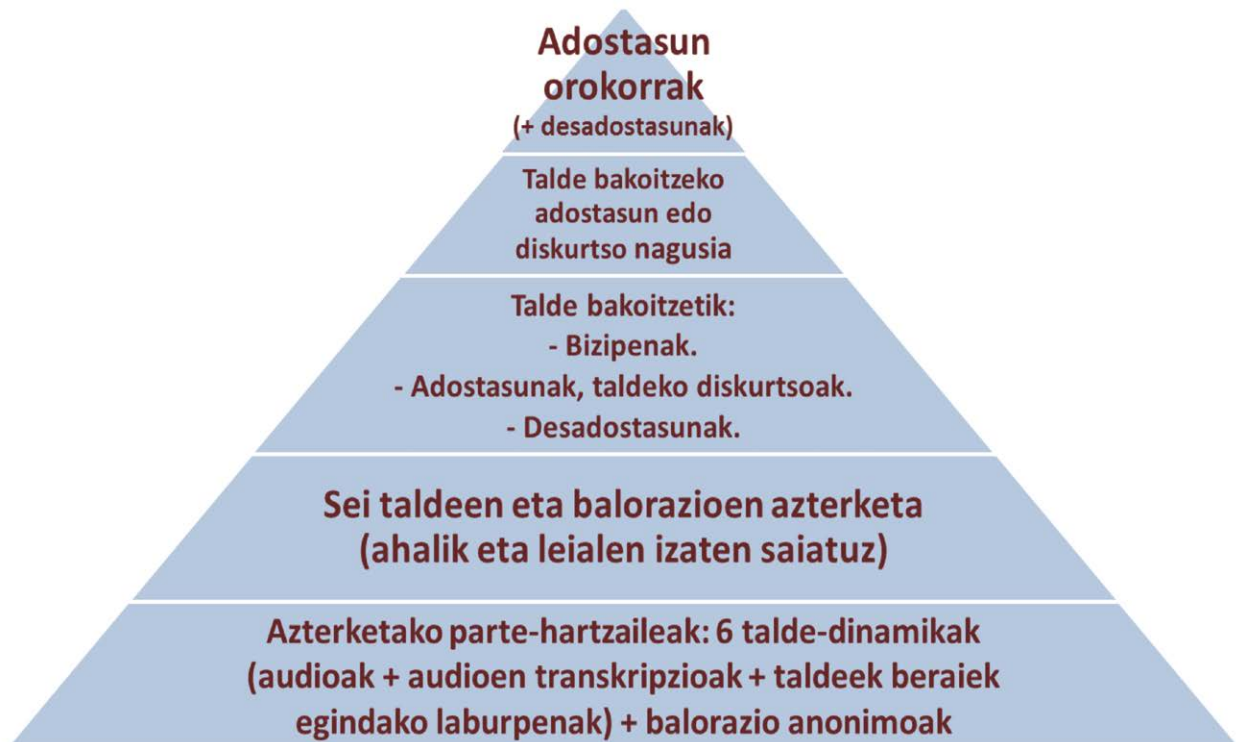 Adostasun
orokorrak
(+ desadostasunak)
Talde bakoitzeko
adostasun edo
diskurtso nagusia
Talde bakoitzetik:
- Bizipenak.
- Adostasunak, taldeko diskurtsoak.
- Desadostasunak.
Sei taldeen eta balorazioen azterketa
(ahalik eta leialen izaten saiatuz)
Azterketako parte-hartzaileak: 6 talde-dinamikak
(audioak + audioen transkripzioak + taldeek beraiek
egindako laburpenak) + balorazio anonimoak